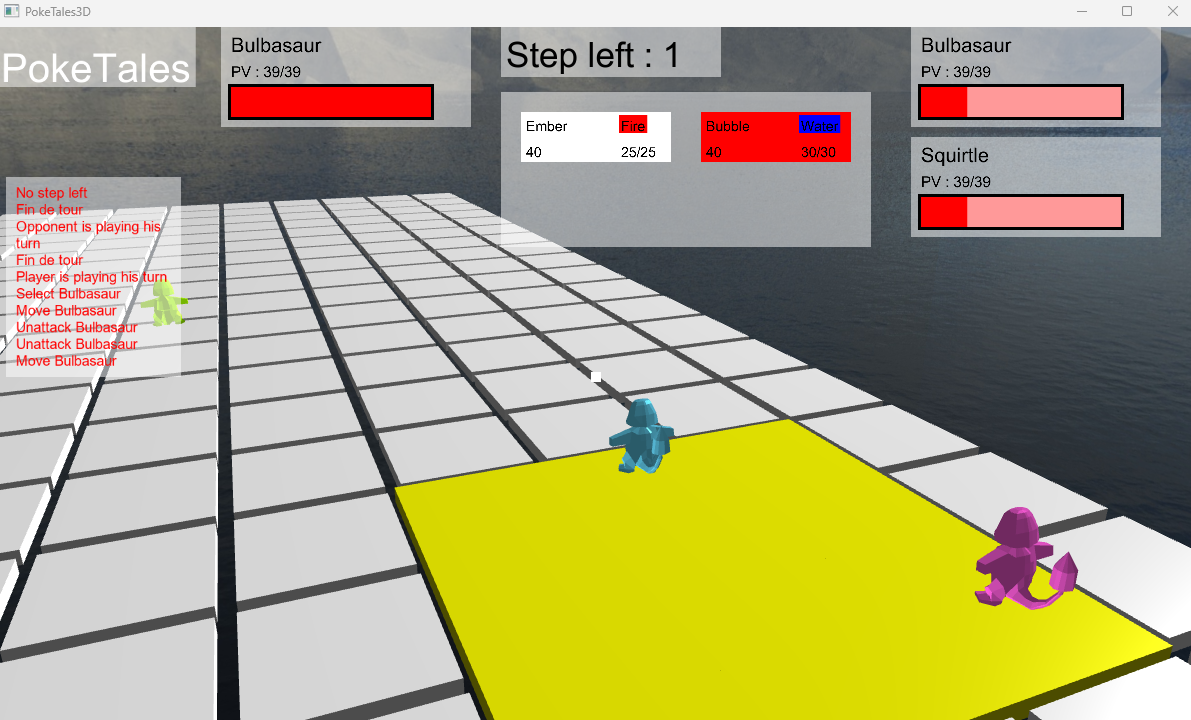 PokeTales3D
PokeTales
Bulbasaur
PV : 39/39
Step left : 1
Ember Fire
40 25/25
Bubble Water
40 30/30
Bulbasaur
PV : 39/39
Squirtle
PV : 39/39
No step left
Fin de tour
Opponent is playing his
turn
Fin de tour
Player is playing his turn
Select Bulbasaur
Move Bulbasaur
Unattack Bulbasaur
Unattack Bulbasaur
Move Bulbasaur